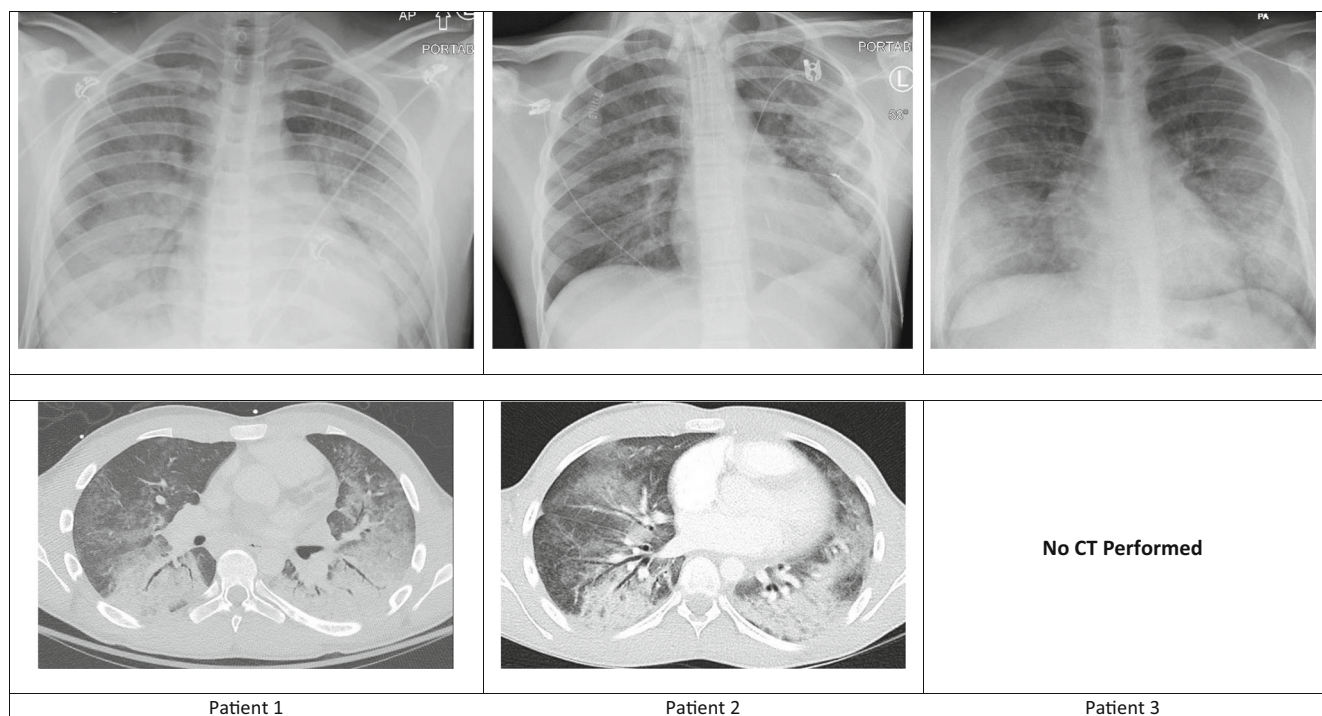 AP
PORTAB
PORTAB
L
PA
No CT Performed
Patient 1
Patient 2
Patient 3